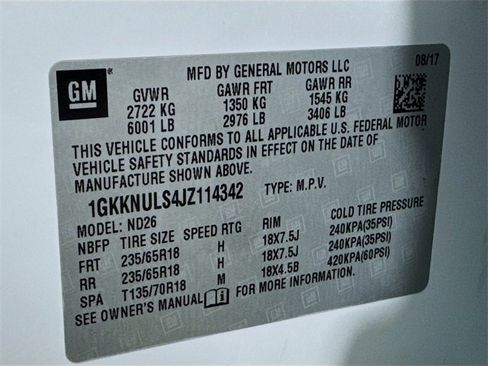 GM
MFD BY GENERAL MOTORS LLC 08/17
GVWR GAWR FRT GAWR RR
2722 KG 1350 KG 1545 KG
6001 LB 2976 LB 3406 LB
THIS VEHICLE CONFORMS TO ALL APPLICABLE U.S. FEDERAL MOTOR
VEHICLE SAFETY STANDARDS IN EFFECT ON THE DATE OF
MANUFACTURE SHOWN ABOVE.
1GKKNULS4JZ114342 TYPE: M.P.V.
MODEL: ND26
NBFP TIRE SIZE SPEED RTG RIM COLD TIRE PRESSURE
FRT 235/65R18 H 18X7.5J 240KPA(35PSI)
RR 235/65R18 H 18X7.5J 240KPA(35PSI)
SPA T135/70R18 M 18X4.5B 420KPA(60PSI)
SEE OWNER'S MANUAL FOR MORE INFORMATION.